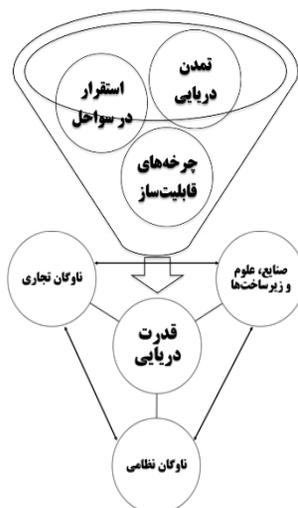 تمدن
دریایی
استقرار
در سواحل
چرخه‌های
قابلیت‌ساز
صنایع، علوم
و زیرساخت‌ها
ناوگان تجاری
قدرت
دریایی
ناوگان نظامی